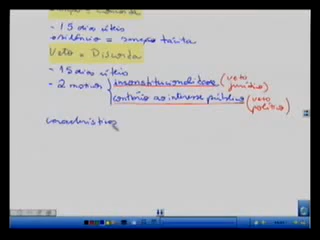 - 15 dias úteis
silêncio = sanção tácita
Veto = Discorda
- 15 dias úteis
- 2 motivos { inconstitucionalidade (veto jurídico)
contrário ao interesse público (veto político)
características